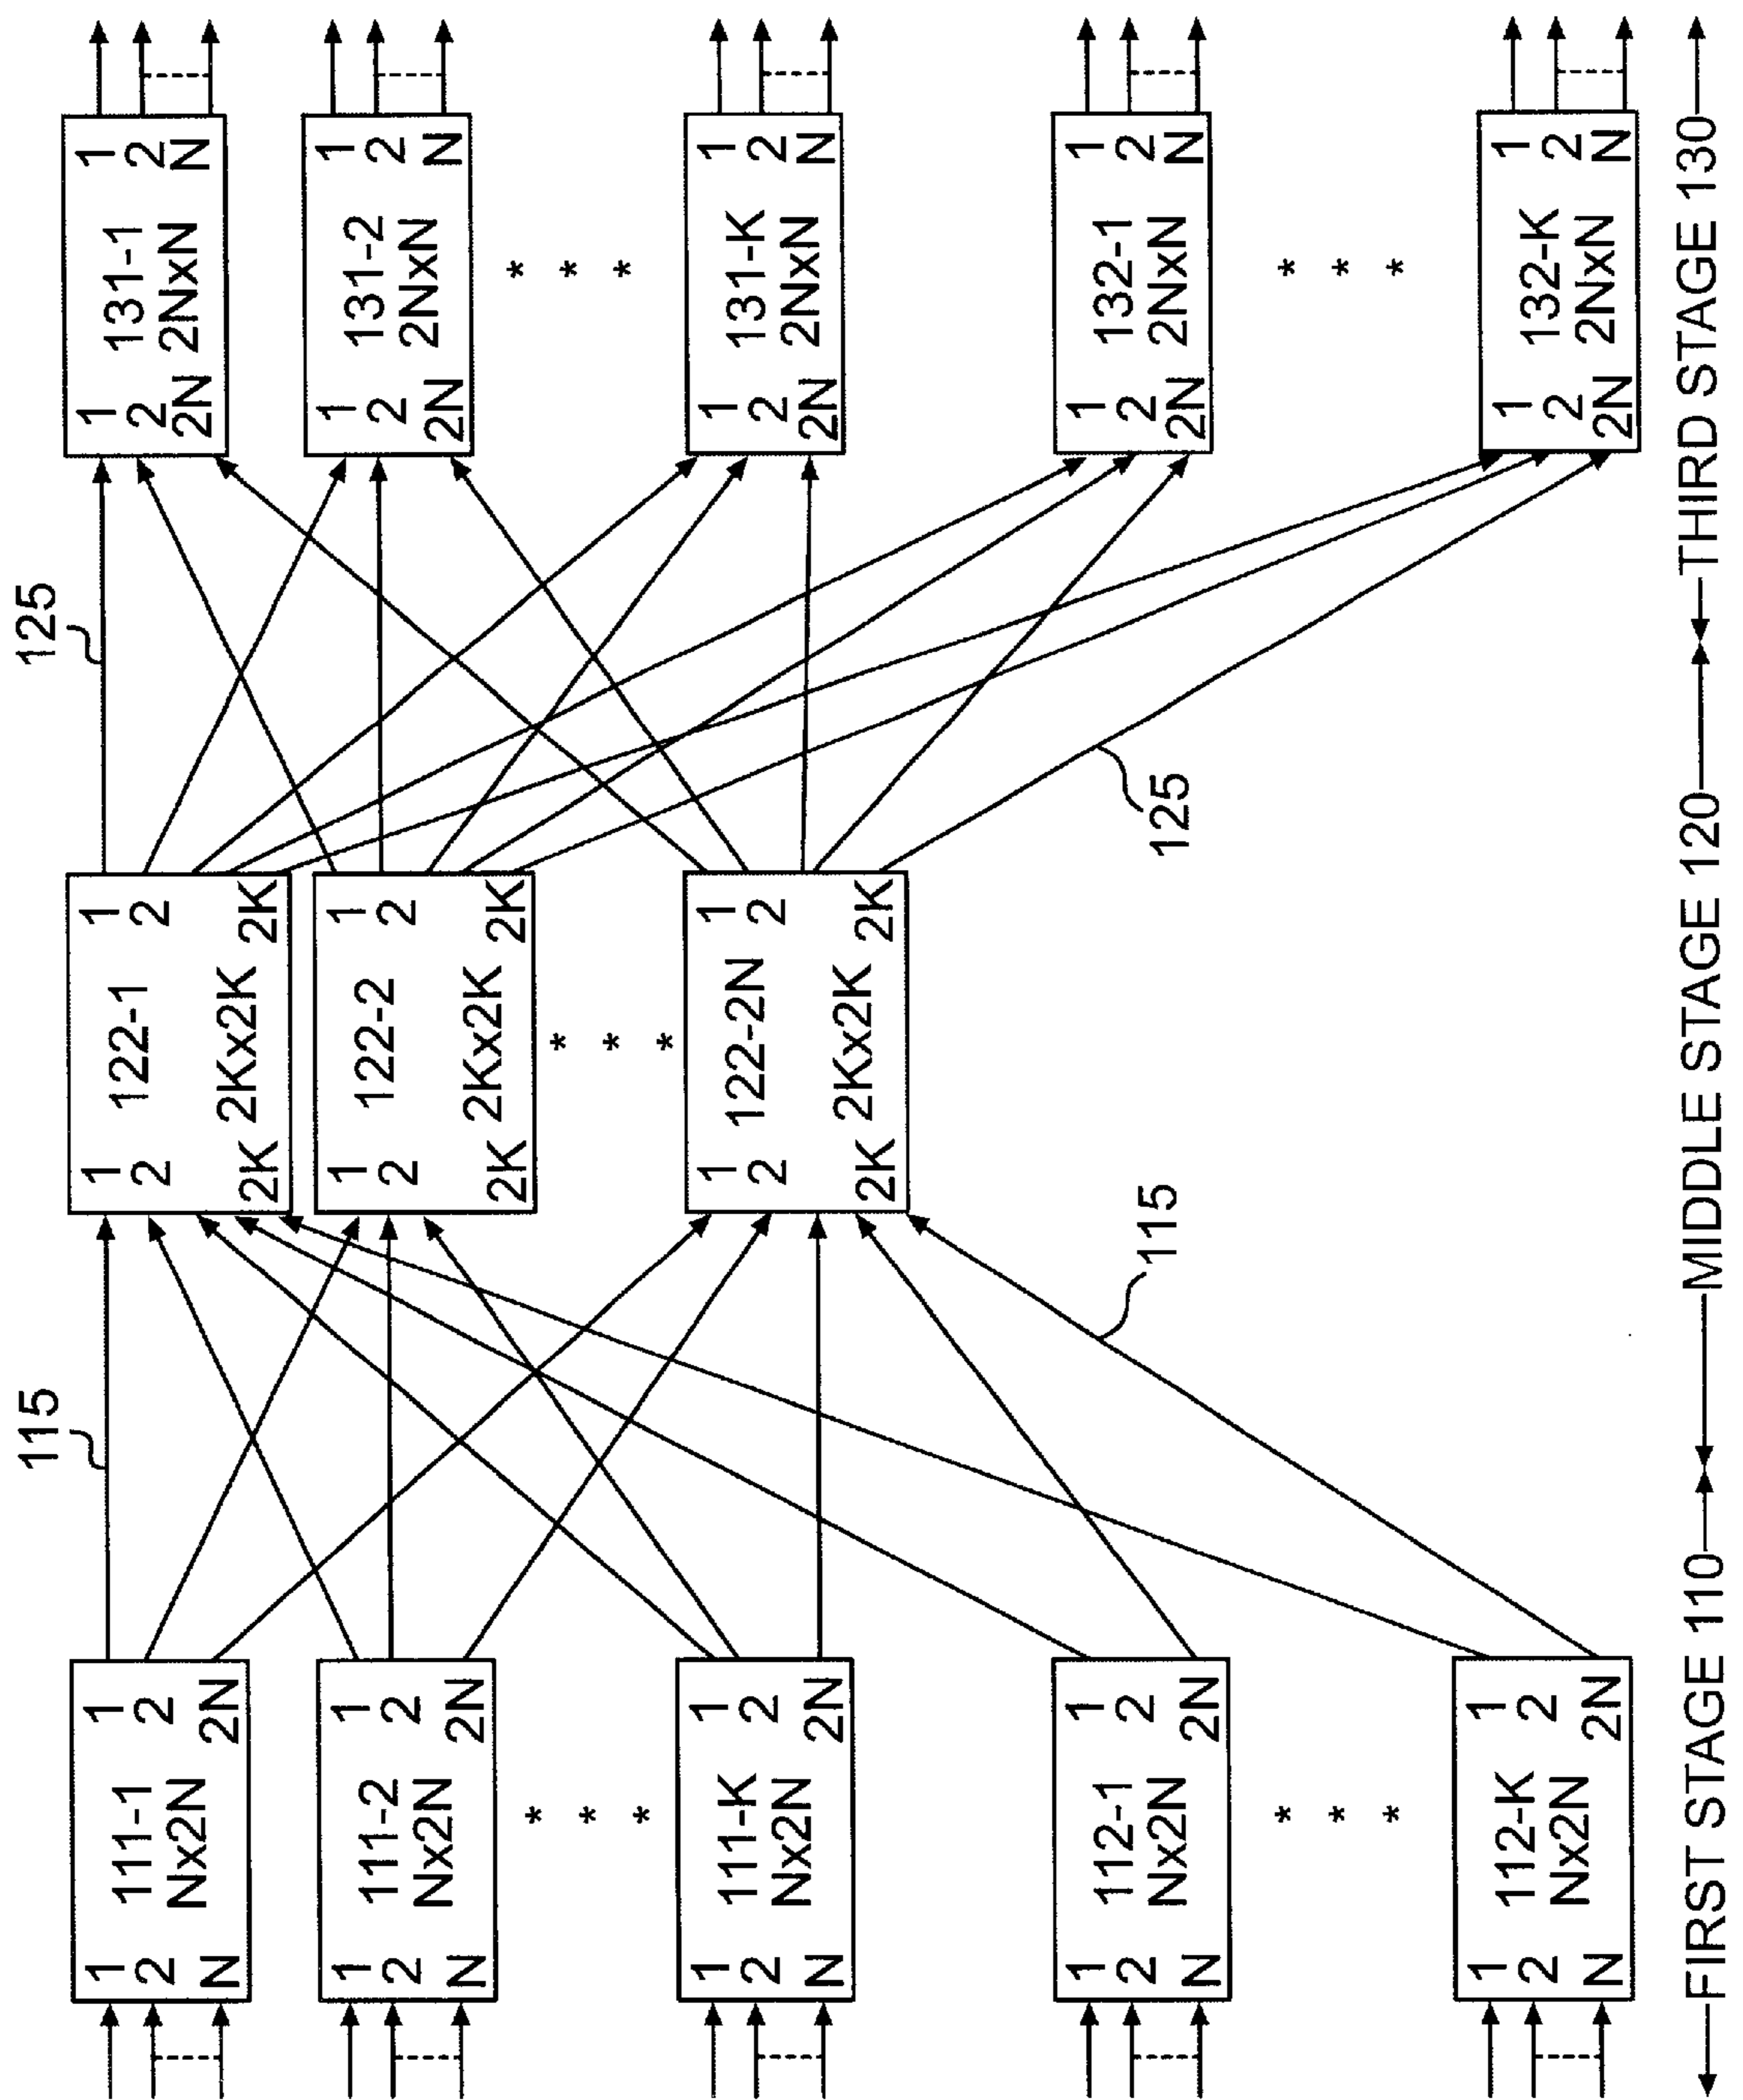 111-1
Nx2N
1
2
N
1
2
2N
111-2
Nx2N
1
2
N
1
2
2N
* * *
111-K
Nx2N
1
2
N
1
2
2N
112-1
Nx2N
1
2
N
1
2
2N
* * *
112-K
Nx2N
1
2
N
1
2
2N
115
115
122-1
2Kx2K
1
2
2K
1
2
2K
122-2
2Kx2K
1
2
2K
1
2
2K
* * *
122-2N
2Kx2K
1
2
2K
1
2
2K
125
125
131-1
2NxN
1
2
2N
1
2
N
131-2
2NxN
1
2
2N
1
2
N
* * *
131-K
2NxN
1
2
2N
1
2
N
132-1
2NxN
1
2
2N
1
2
N
* * *
132-K
2NxN
1
2
2N
1
2
N
FIRST STAGE 110
MIDDLE STAGE 120
THIRD STAGE 130